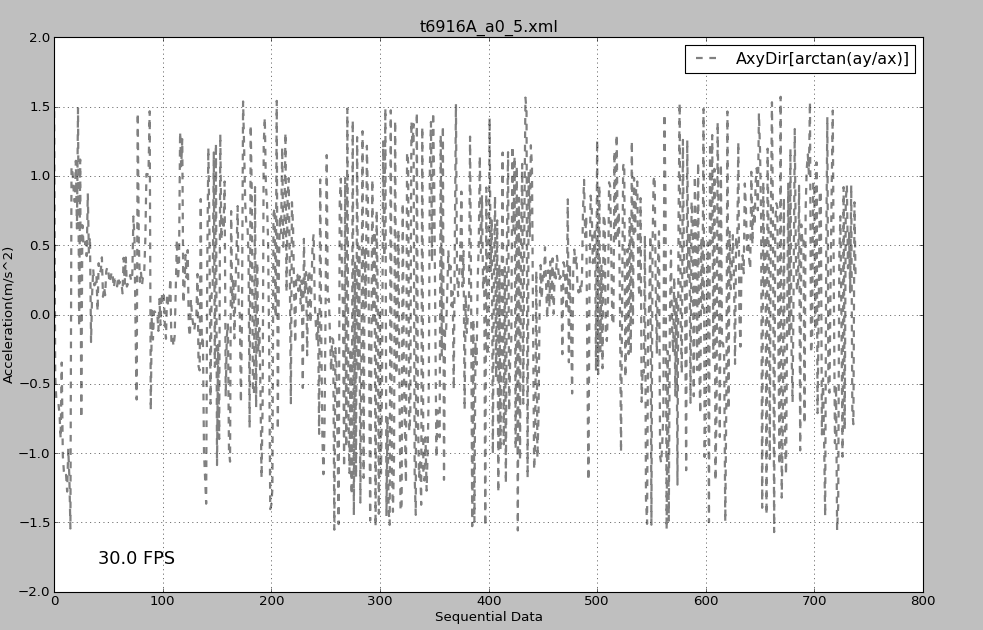 t6916A_a0_5.xml
AxyDir[arctan(ay/ax)]
2.0
1.5
1.0
0.5
0.0
−0.5
−1.0
−1.5
−2.0
Acceleration(m/s^2)
30.0 FPS
0 100 200 300 400 500 600 700 800
Sequential Data